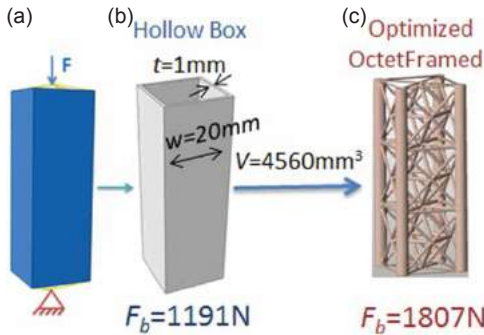 (a)
(b)
(c)
Hollow Box
Optimized
OctetFramed
F
t=1mm
w=20mm
V=4560mm³
F_b=1191N
F_b=1807N